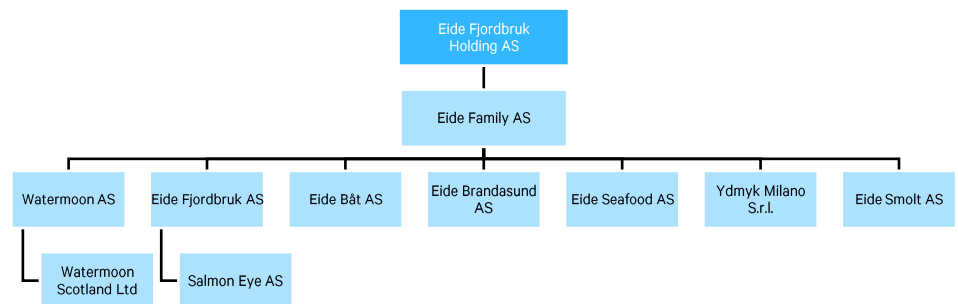 Eide Fjordbruk
Holding AS
Eide Family AS
Watermoon AS
Eide Fjordbruk AS
Eide Båt AS
Eide Brandasund
AS
Eide Seafood AS
Ydmyk Milano
S.r.l.
Eide Smolt AS
Watermoon
Scotland Ltd
Salmon Eye AS